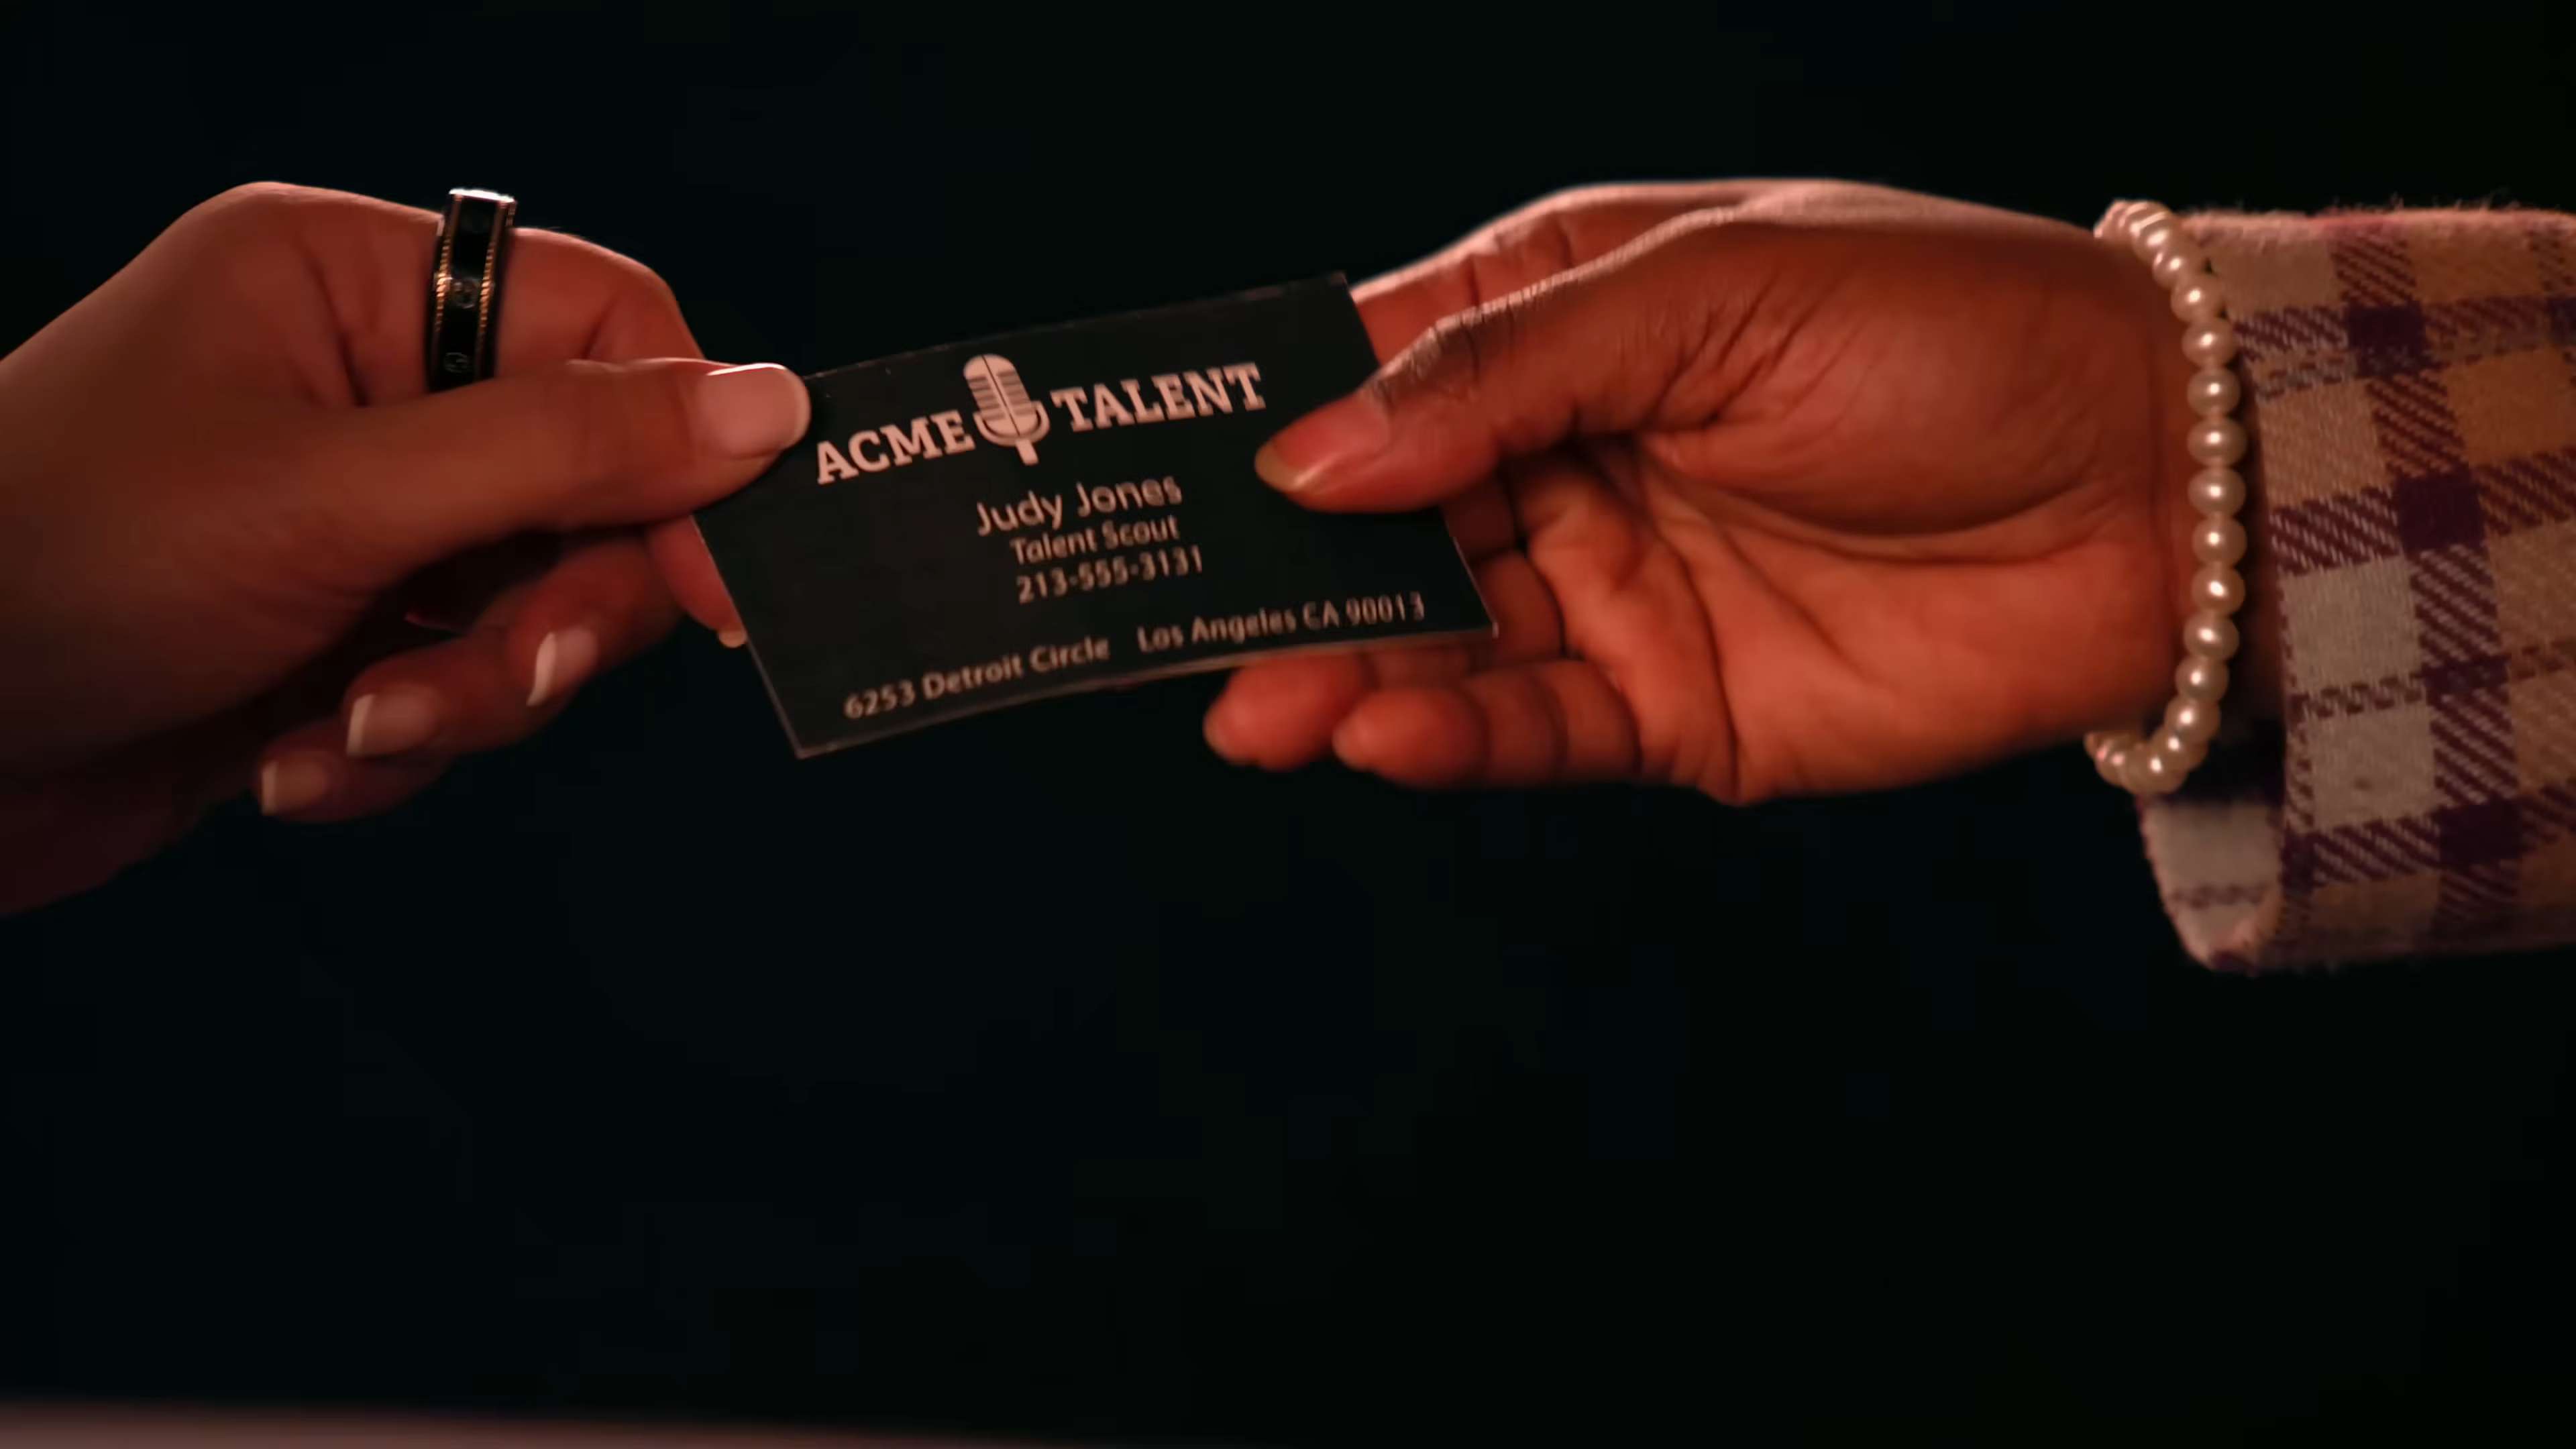 ACME TALENT
Judy Jones
Talent Scout
213-555-3131
6253 Detroit Circle Los Angeles CA 90013